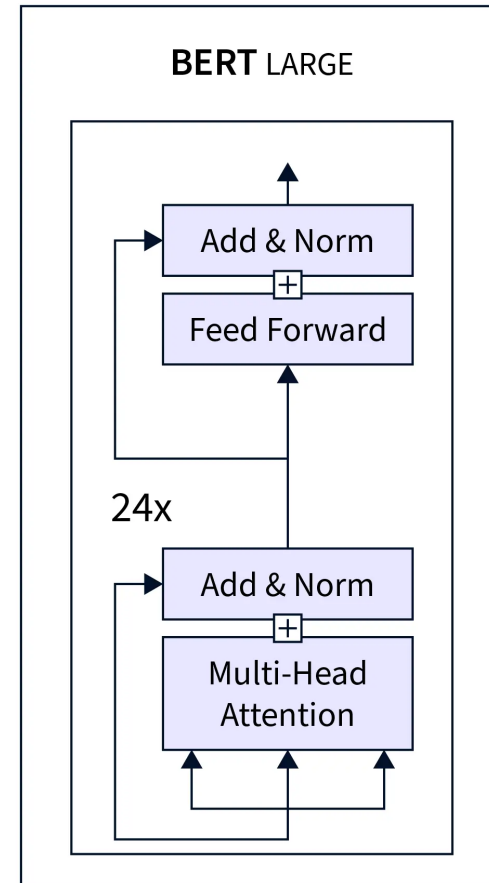 BERT LARGE
Add & Norm
+
Feed Forward
24x
Add & Norm
+
Multi-Head
Attention